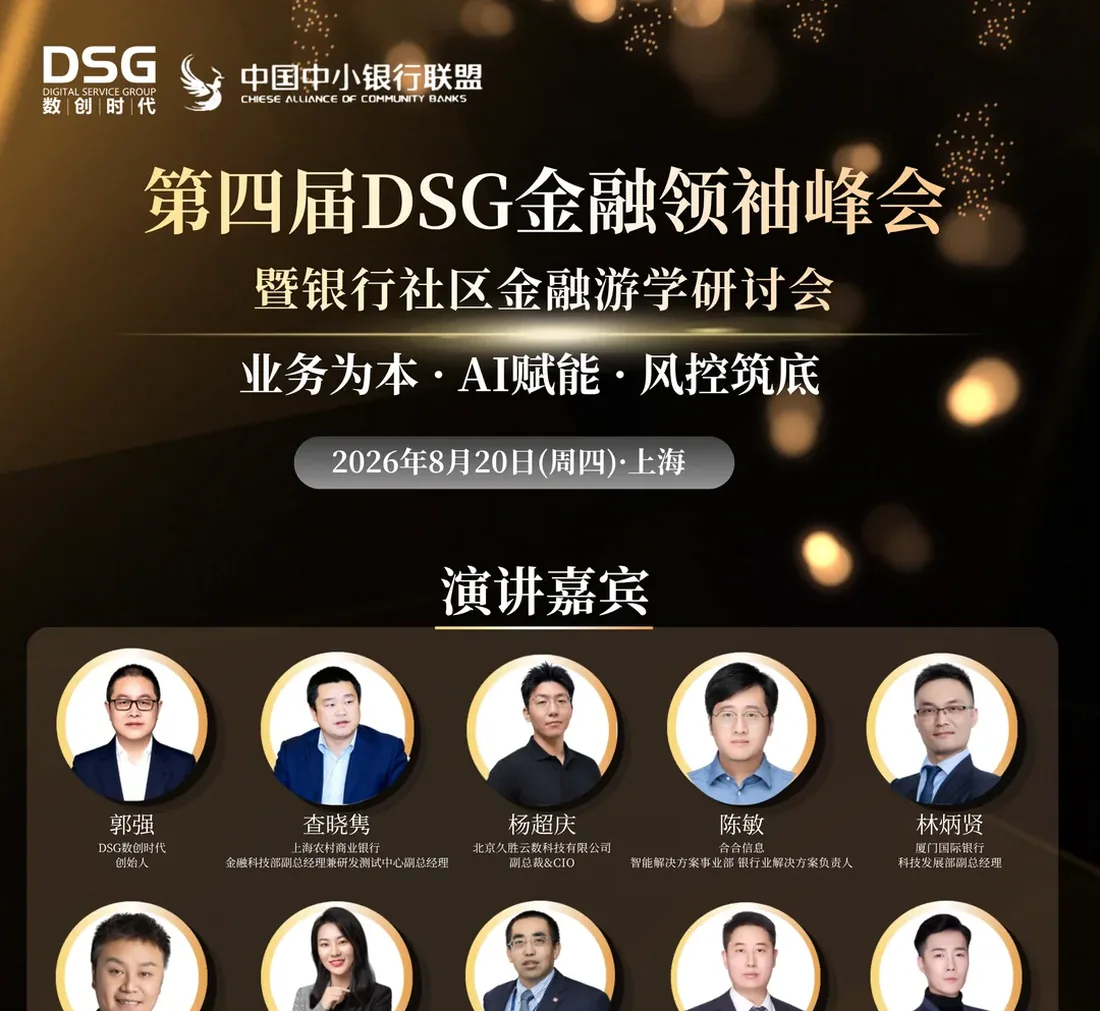 DSG
DIGITAL SERVICE GROUP
数|创|时|代
中国中小银行联盟
CHIESE ALLIANCE OF COMMUNITY BANKS
第四届DSG金融领袖峰会
暨银行社区金融游学研讨会
业务为本·AI赋能·风控筑底
2026年8月20日(周四)·上海
演讲嘉宾
郭强
DSG数创时代
创始人
查晓隽
上海农村商业银行
金融科技部副总经理兼研发测试中心副总经理
杨超庆
北京久胜云数科技有限公司
副总裁&CIO
陈敏
合合信息
智能解决方案事业部 银行业解决方案负责人
林炳贤
厦门国际银行
科技发展部副总经理